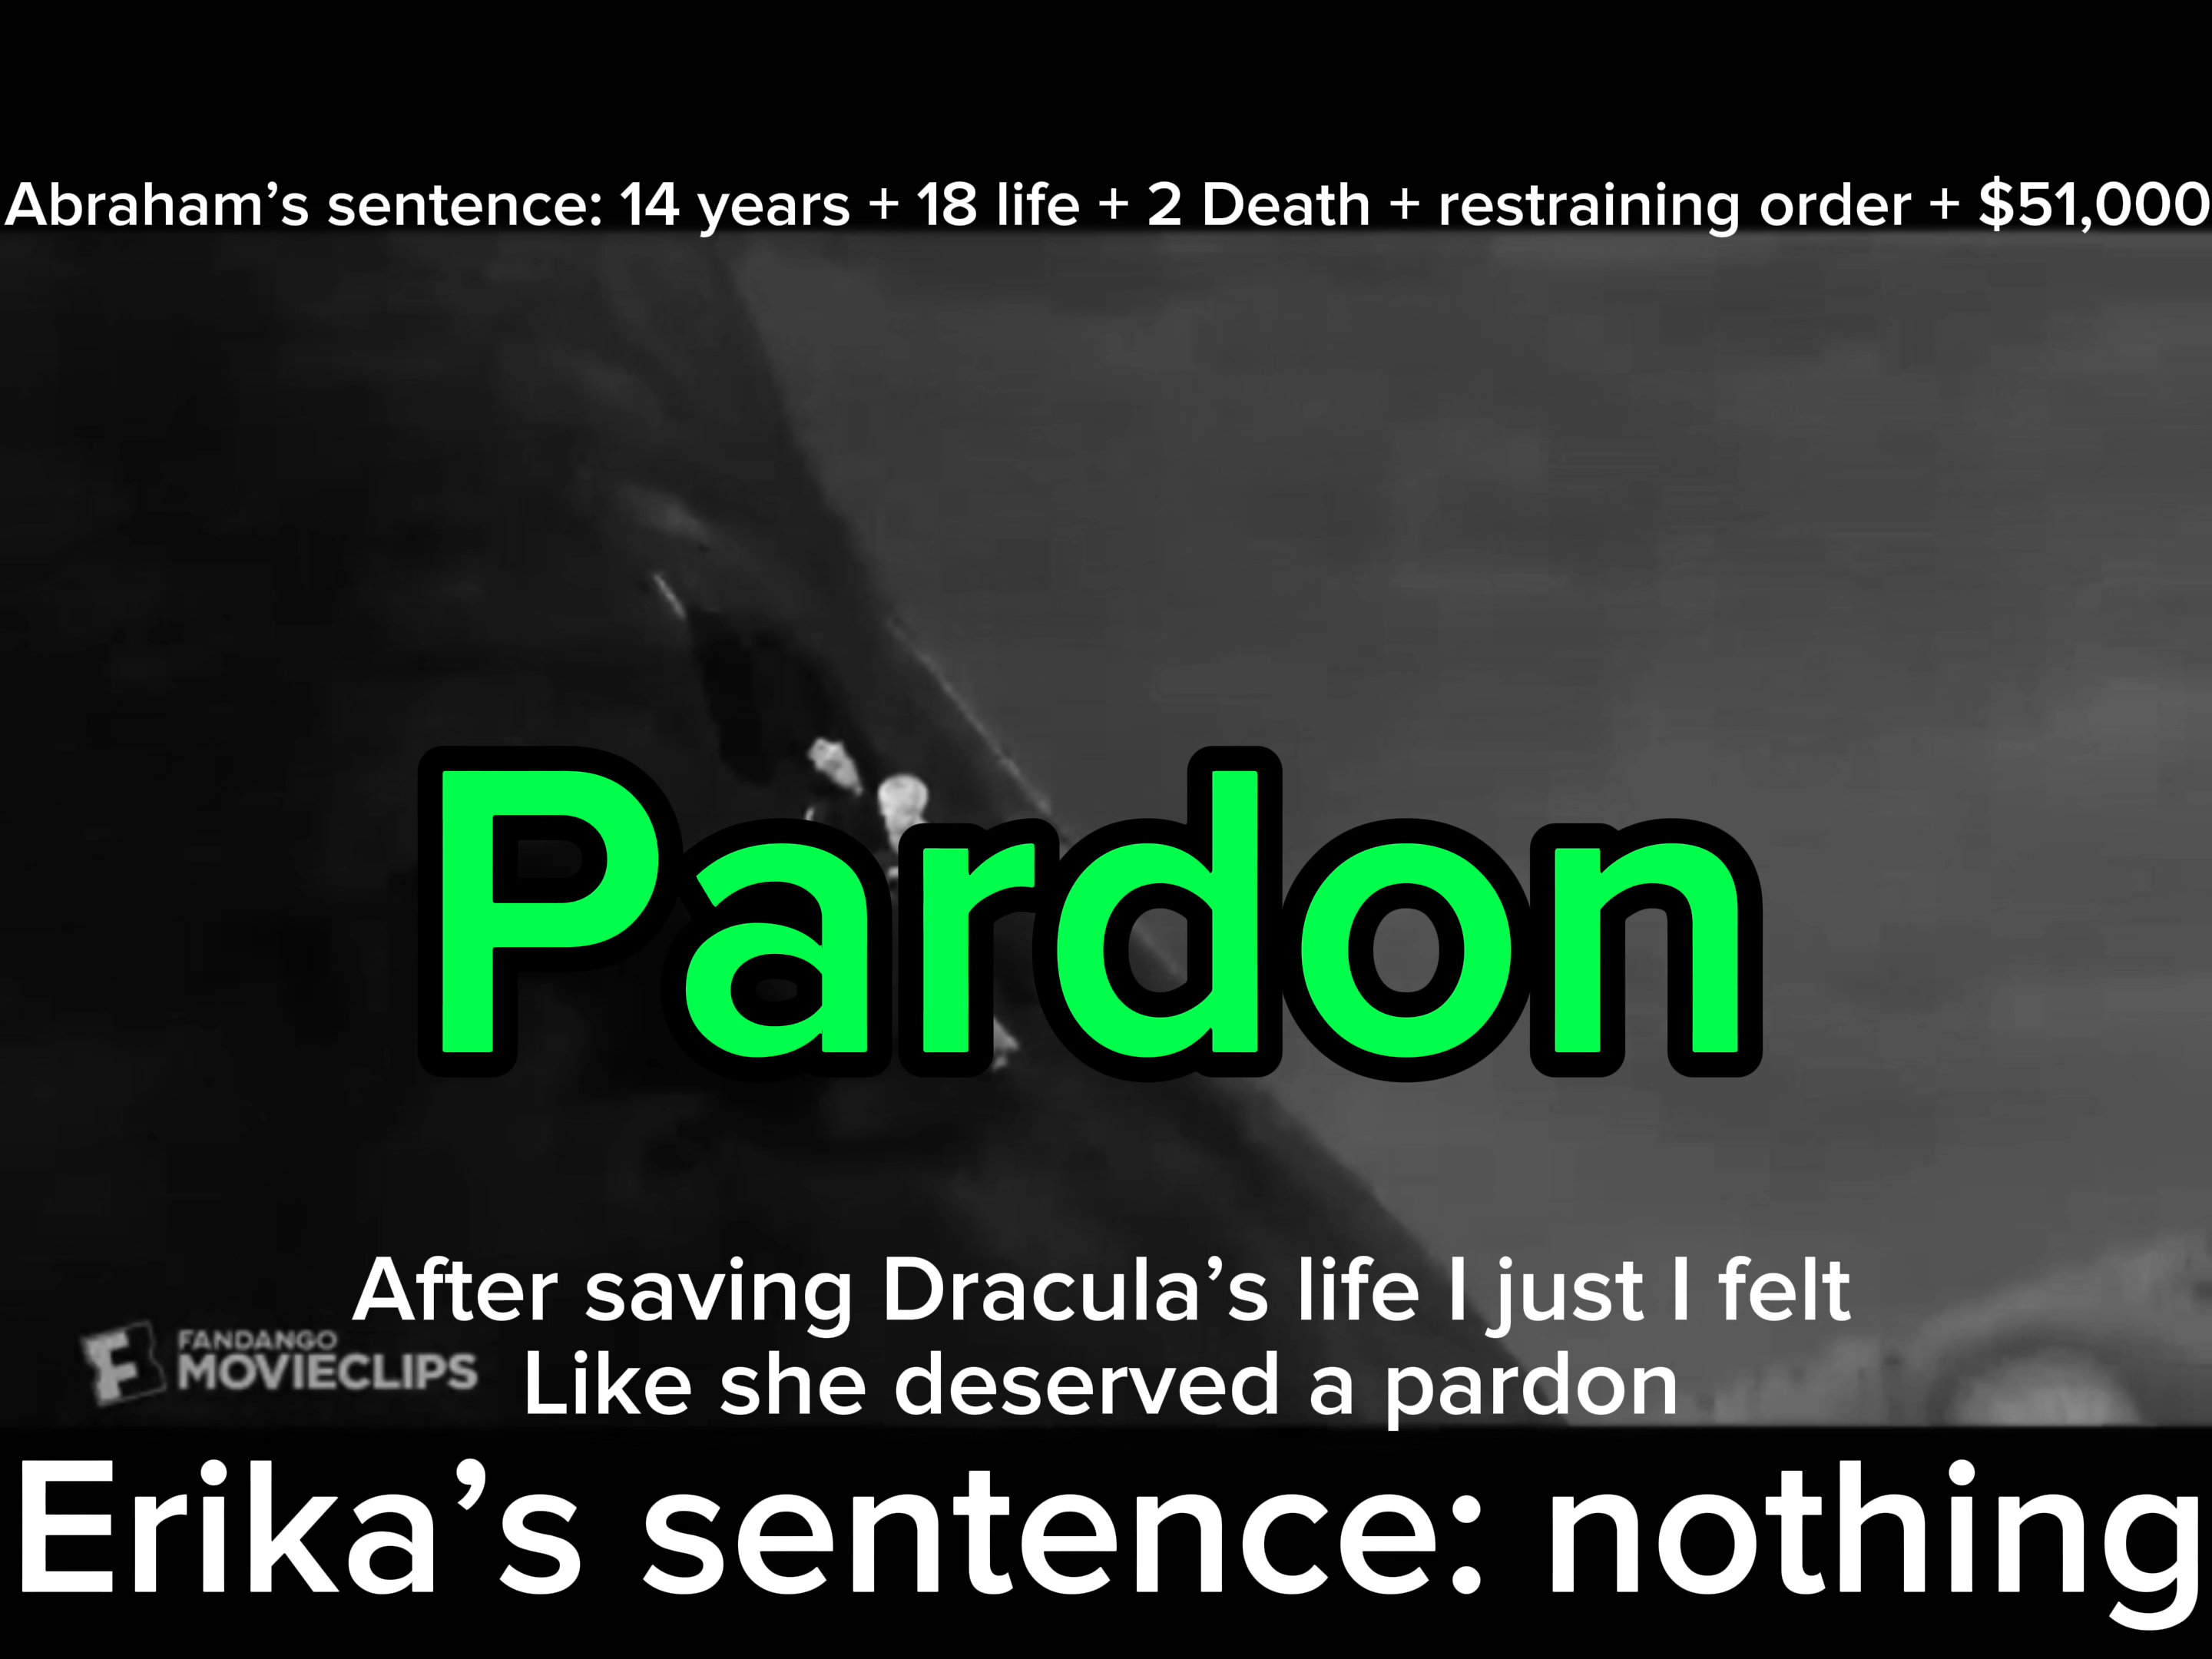 Abraham’s sentence: 14 years + 18 life + 2 Death + restraining order + $51,000
Pardon
After saving Dracula’s life I just I felt
Like she deserved a pardon
FANDANGO
MOVIECLIPS
Erika’s sentence: nothing